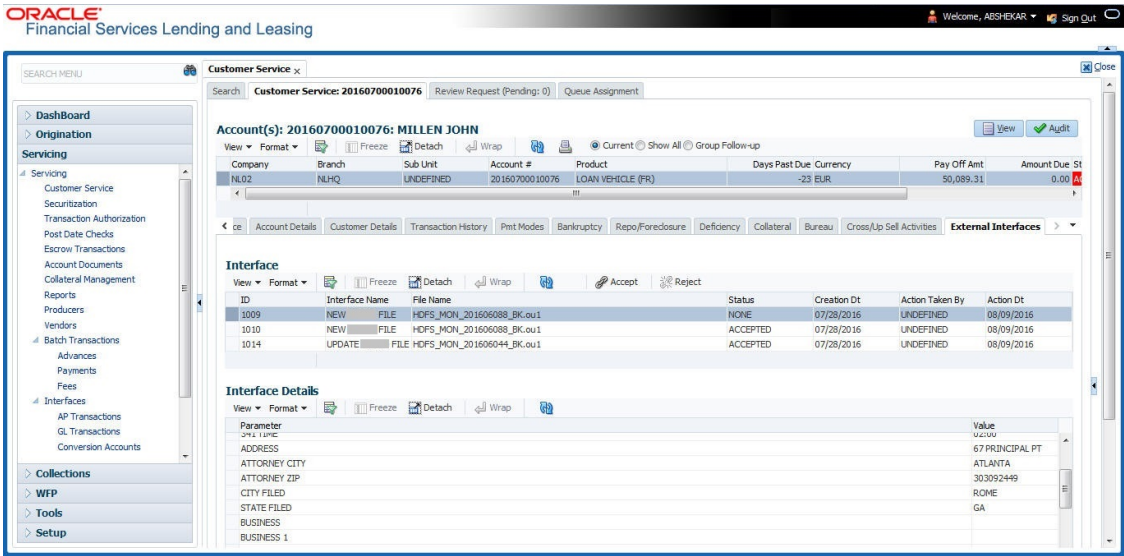 ORACLE
Financial Services Lending and Leasing
Welcome, ABSHEKAR Sign Out
SEARCH MENU
DashBoard
Origination
Servicing
Servicing
Customer Service
Securitization
Transaction Authorization
Post Date Checks
Escrow Transactions
Account Documents
Collateral Management
Reports
Producers
Vendors
Batch Transactions
Advances
Payments
Fees
Interfaces
AP Transactions
GL Transactions
Conversion Accounts
Collections
WFP
Tools
Setup
Customer Service x Close
Search Customer Service: 20160700010076 Review Request (Pending: 0) Queue Assignment
Account(s): 20160700010076: MILLEN JOHN View Audit
View Format Freeze Detach Wrap Current Show All Group Follow-up
Company Branch Sub Unit Account # Product Days Past Due Currency Pay Off Amt Amount Due St
NL02 NLHQ UNDEFINED 20160700010076 LOAN VEHICLE (FR) -23 EUR 50,089.31 0.00
ce Account Details Customer Details Transaction History Pmt Modes Bankruptcy Repo/Foreclosure Deficiency Collateral Bureau Cross/Up Sell Activities External Interfaces
Interface
View Format Freeze Detach Wrap Accept Reject
ID Interface Name File Name Status Creation Dt Action Taken By Action Dt
1009 NEW FILE HDFS_MON_201606088_BK.ou1 NONE 07/28/2016 UNDEFINED 08/09/2016
1010 NEW FILE HDFS_MON_201606088_BK.ou1 ACCEPTED 07/28/2016 UNDEFINED 08/09/2016
1014 UPDATE FILE HDFS_MON_201606044_BK.ou1 ACCEPTED 07/28/2016 UNDEFINED 08/09/2016
Interface Details
View Format Freeze Detach Wrap
Parameter Value
341 TIME 02:00
ADDRESS 67 PRINCIPAL PT
ATTORNEY CITY ATLANTA
ATTORNEY ZIP 303092449
CITY FILED ROME
STATE FILED GA
BUSINESS
BUSINESS 1